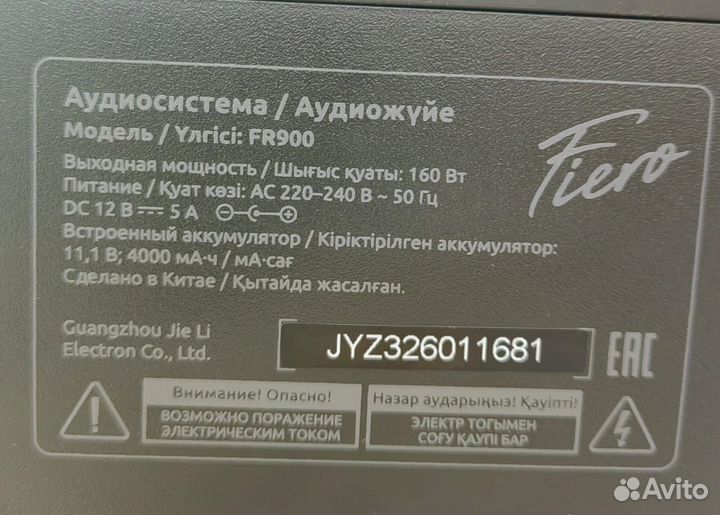 Аудиосистема / Аудиожүйе
Модель / Үлгісі: FR900
Fiero
Выходная мощность / Шығыс қуаты: 160 Вт
Питание / Қуат көзі: AC 220–240 В ~ 50 Гц
DC 12 В 5 А
Встроенный аккумулятор / Кіріктірілген аккумулятор:
11,1 В; 4000 мА·ч / мА·сағ
Сделано в Китае / Қытайда жасалған.
Guangzhou Jie Li
Electron Co., Ltd.
JYZ326011681
EAC
Внимание! Опасно!
ВОЗМОЖНО ПОРАЖЕНИЕ
ЭЛЕКТРИЧЕСКИМ ТОКОМ
Назар аударыңыз! Қауіпті!
ЭЛЕКТР ТОГЫМЕН
СОҒУ ҚАУПІ БАР
Avito